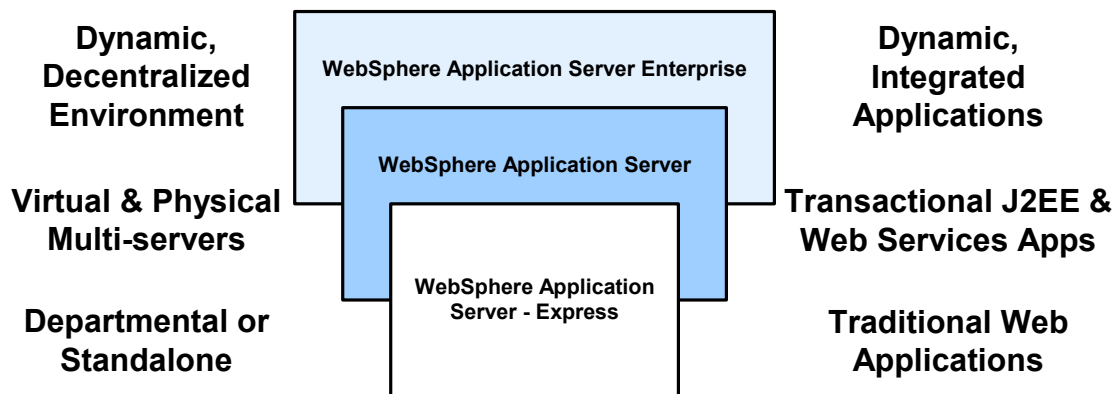 Dynamic,
Decentralized
Environment
WebSphere Application Server Enterprise
Dynamic,
Integrated
Applications
Virtual & Physical
Multi-servers
WebSphere Application Server
Transactional J2EE &
Web Services Apps
Departmental or
Standalone
WebSphere Application
Server - Express
Traditional Web
Applications